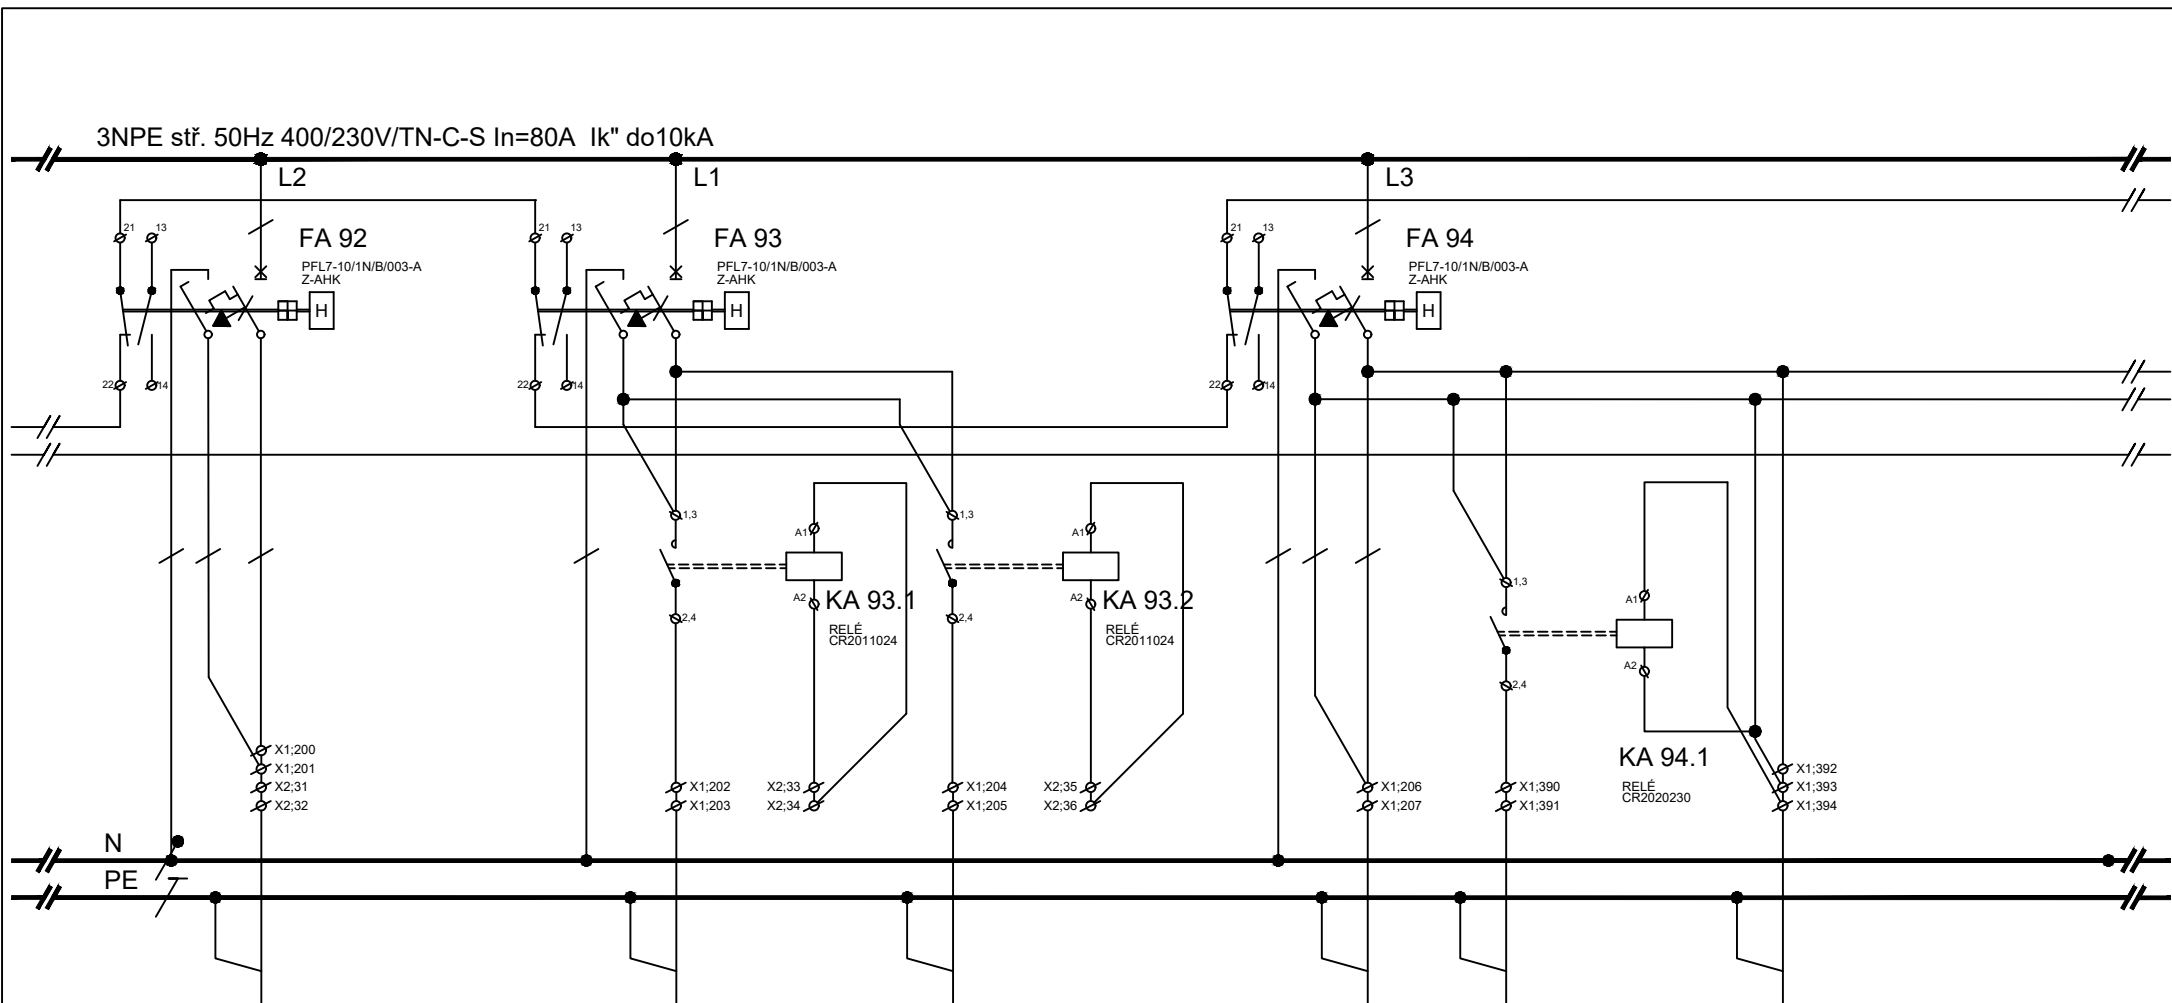 3NPE stř. 50Hz 400/230V/TN-C-S In=80A Ik" do10kA
L2
L1
L3
21
13
FA 92
PFL7-10/1N/B/003-A
Z-AHK
H
22
14
21
13
FA 93
PFL7-10/1N/B/003-A
Z-AHK
H
22
14
21
13
FA 94
PFL7-10/1N/B/003-A
Z-AHK
H
22
14
1,3
A1
A2
KA 93.1
RELÉ
CR2011024
2,4
1,3
A1
A2
KA 93.2
RELÉ
CR2011024
2,4
1,3
A1
A2
2,4
KA 94.1
RELÉ
CR2020230
X1;200
X1;201
X2;31
X2;32
X1;202
X1;203
X2;33
X2;34
X1;204
X1;205
X2;35
X2;36
X1;206
X1;207
X1;390
X1;391
X1;392
X1;393
X1;394
N
PE